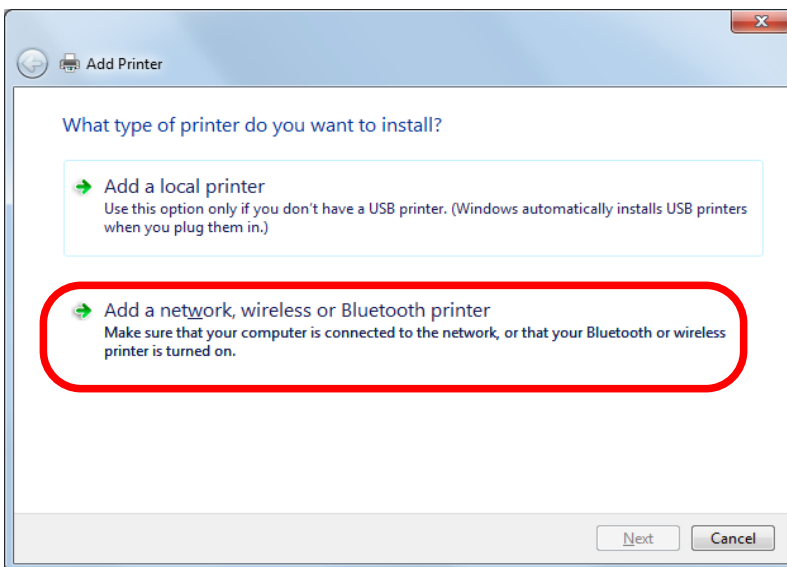 Add Printer
What type of printer do you want to install?
Add a local printer
Use this option only if you don't have a USB printer. (Windows automatically installs USB printers
when you plug them in.)
Add a network, wireless or Bluetooth printer
Make sure that your computer is connected to the network, or that your Bluetooth or wireless
printer is turned on.
Next Cancel